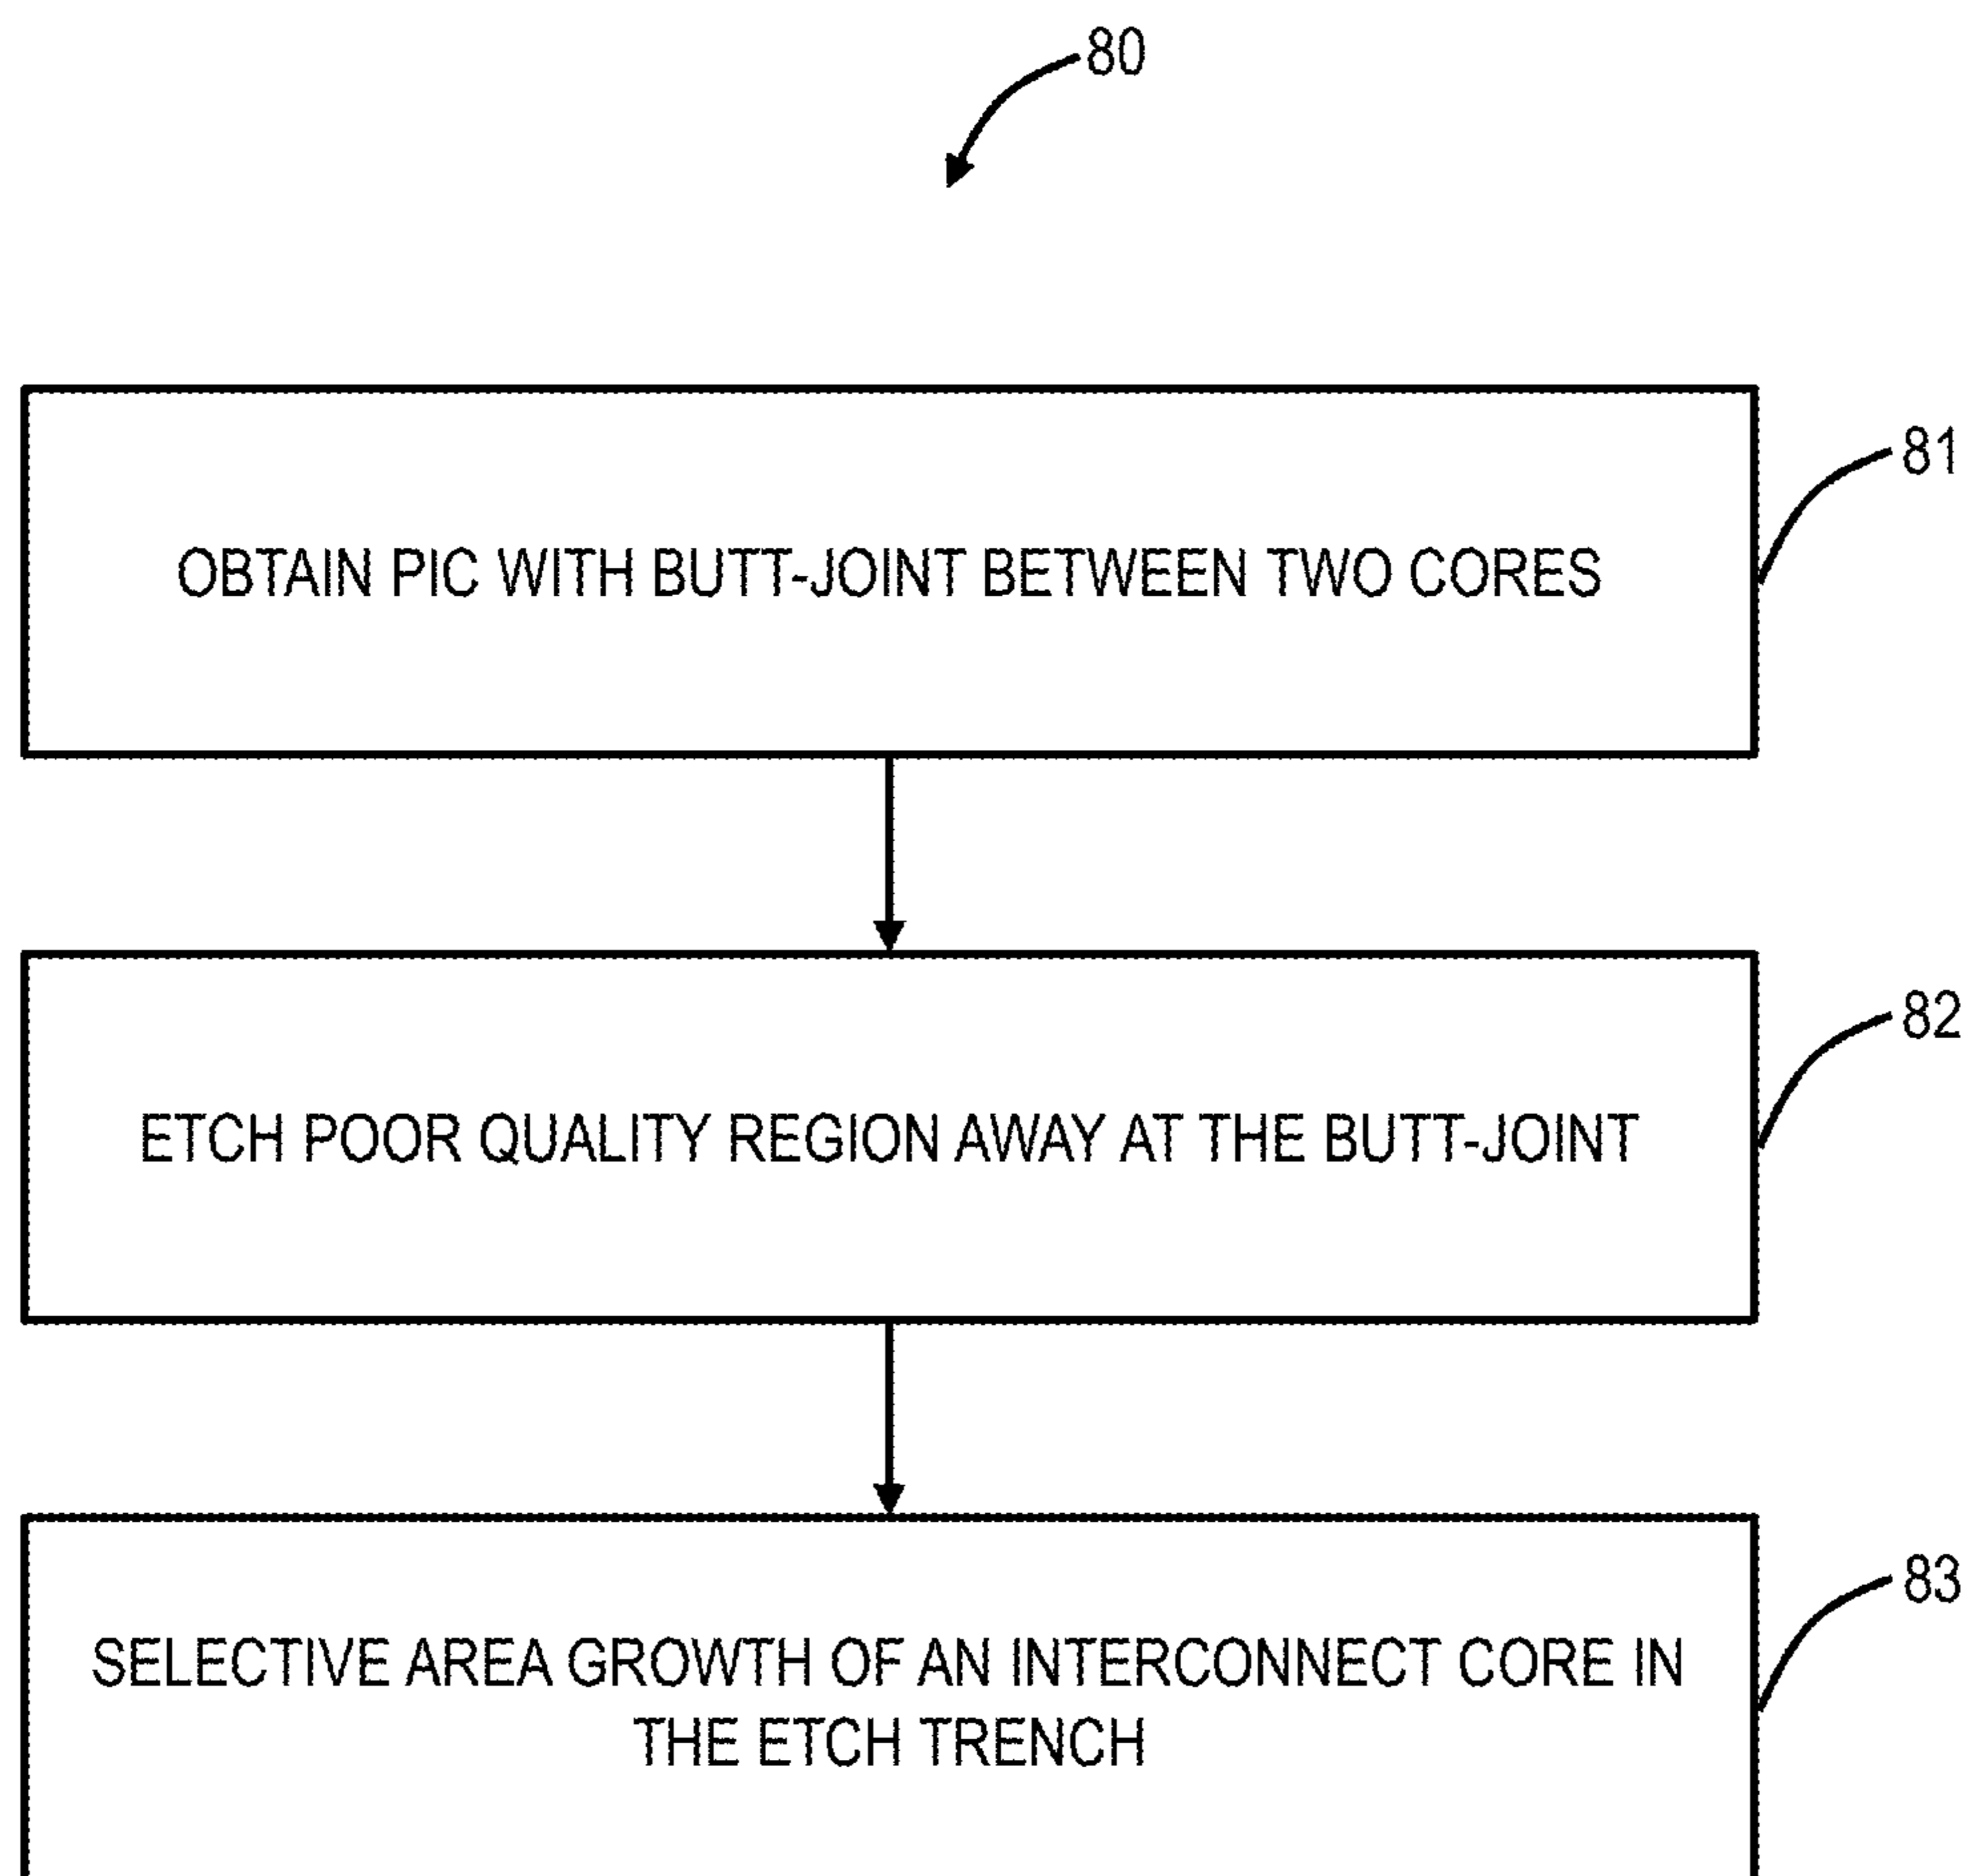 80
OBTAIN PIC WITH BUTT-JOINT BETWEEN TWO CORES
81
ETCH POOR QUALITY REGION AWAY AT THE BUTT-JOINT
82
SELECTIVE AREA GROWTH OF AN INTERCONNECT CORE IN
THE ETCH TRENCH
83